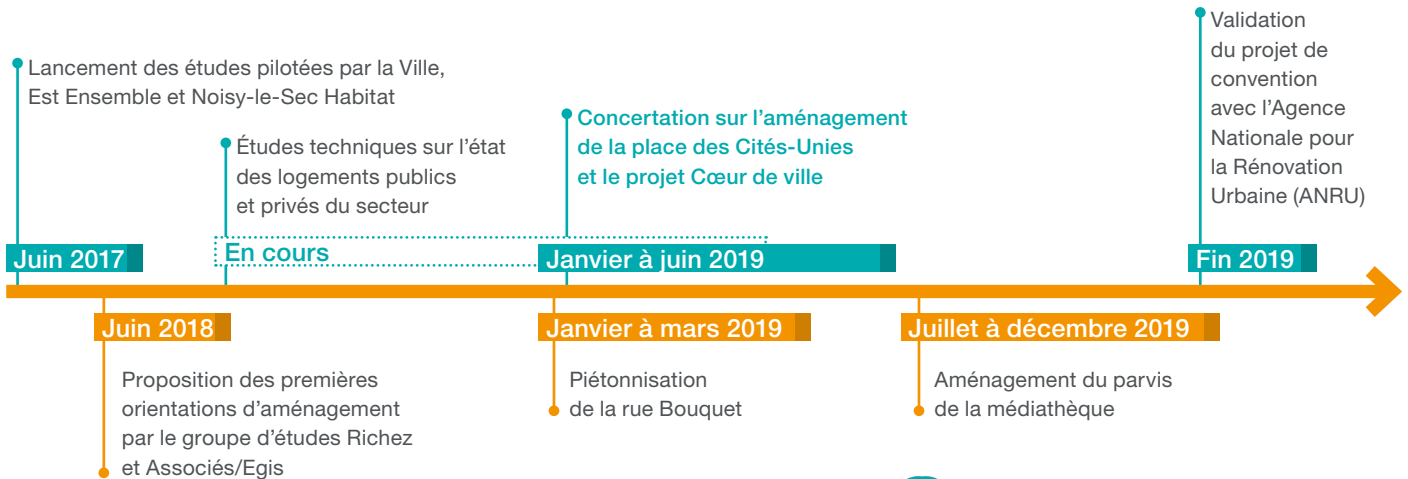 Lancement des études pilotées par la Ville,
Est Ensemble et Noisy-le-Sec Habitat
Juin 2017
Études techniques sur l’état
des logements publics
et privés du secteur
En cours
Concertation sur l’aménagement
de la place des Cités-Unies
et le projet Cœur de ville
Janvier à juin 2019
Validation
du projet de
convention
avec l’Agence
Nationale pour
la Rénovation
Urbaine (ANRU)
Fin 2019
Juin 2018
Proposition des premières
orientations d’aménagement
par le groupe d’études Richez
et Associés/Egis
Janvier à mars 2019
Piétonnisation
de la rue Bouquet
Juillet à décembre 2019
Aménagement du parvis
de la médiathèque